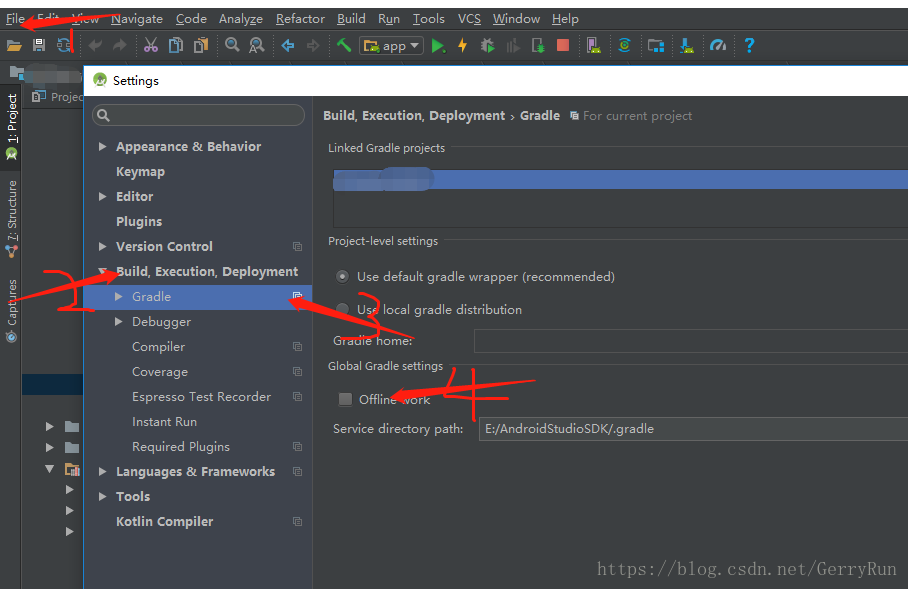 File Edit View Navigate Code Analyze Refactor Build Run Tools VCS Window Help
1
app
Projec
1: Project
7: Structure
Captures
Settings
Appearance & Behavior
Keymap
Editor
Plugins
Version Control
Build, Execution, Deployment
Gradle
Debugger
Compiler
Coverage
Espresso Test Recorder
Instant Run
Required Plugins
Languages & Frameworks
Tools
Kotlin Compiler
2
3
4
Build, Execution, Deployment › Gradle For current project
Linked Gradle projects
Project-level settings
Use default gradle wrapper (recommended)
Use local gradle distribution
Gradle home:
Global Gradle settings
Offline work
Service directory path: E:/AndroidStudioSDK/.gradle
https://blog.csdn.net/GerryRun